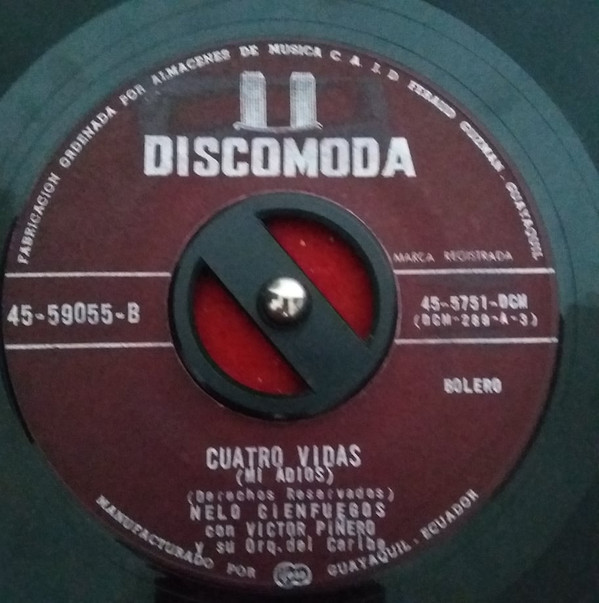 FABRICACION ORDENADA POR ALMACENES DE MUSICA C A J. D FERAUD GUZMAN. GUAYAQUIL
DISCOMODA
MARCA REGISTRADA
45-59055-B
45-5751-DCM
(DCM-289-A-3)
BOLERO
CUATRO VIDAS
(MI ADIOS)
(Derechos Reservados)
NELO CIENFUEGOS
con VICTOR PIÑERO
y su Orq.del Caribe
MANUFACTURADO POR
GUAYAQUIL. ECUADOR